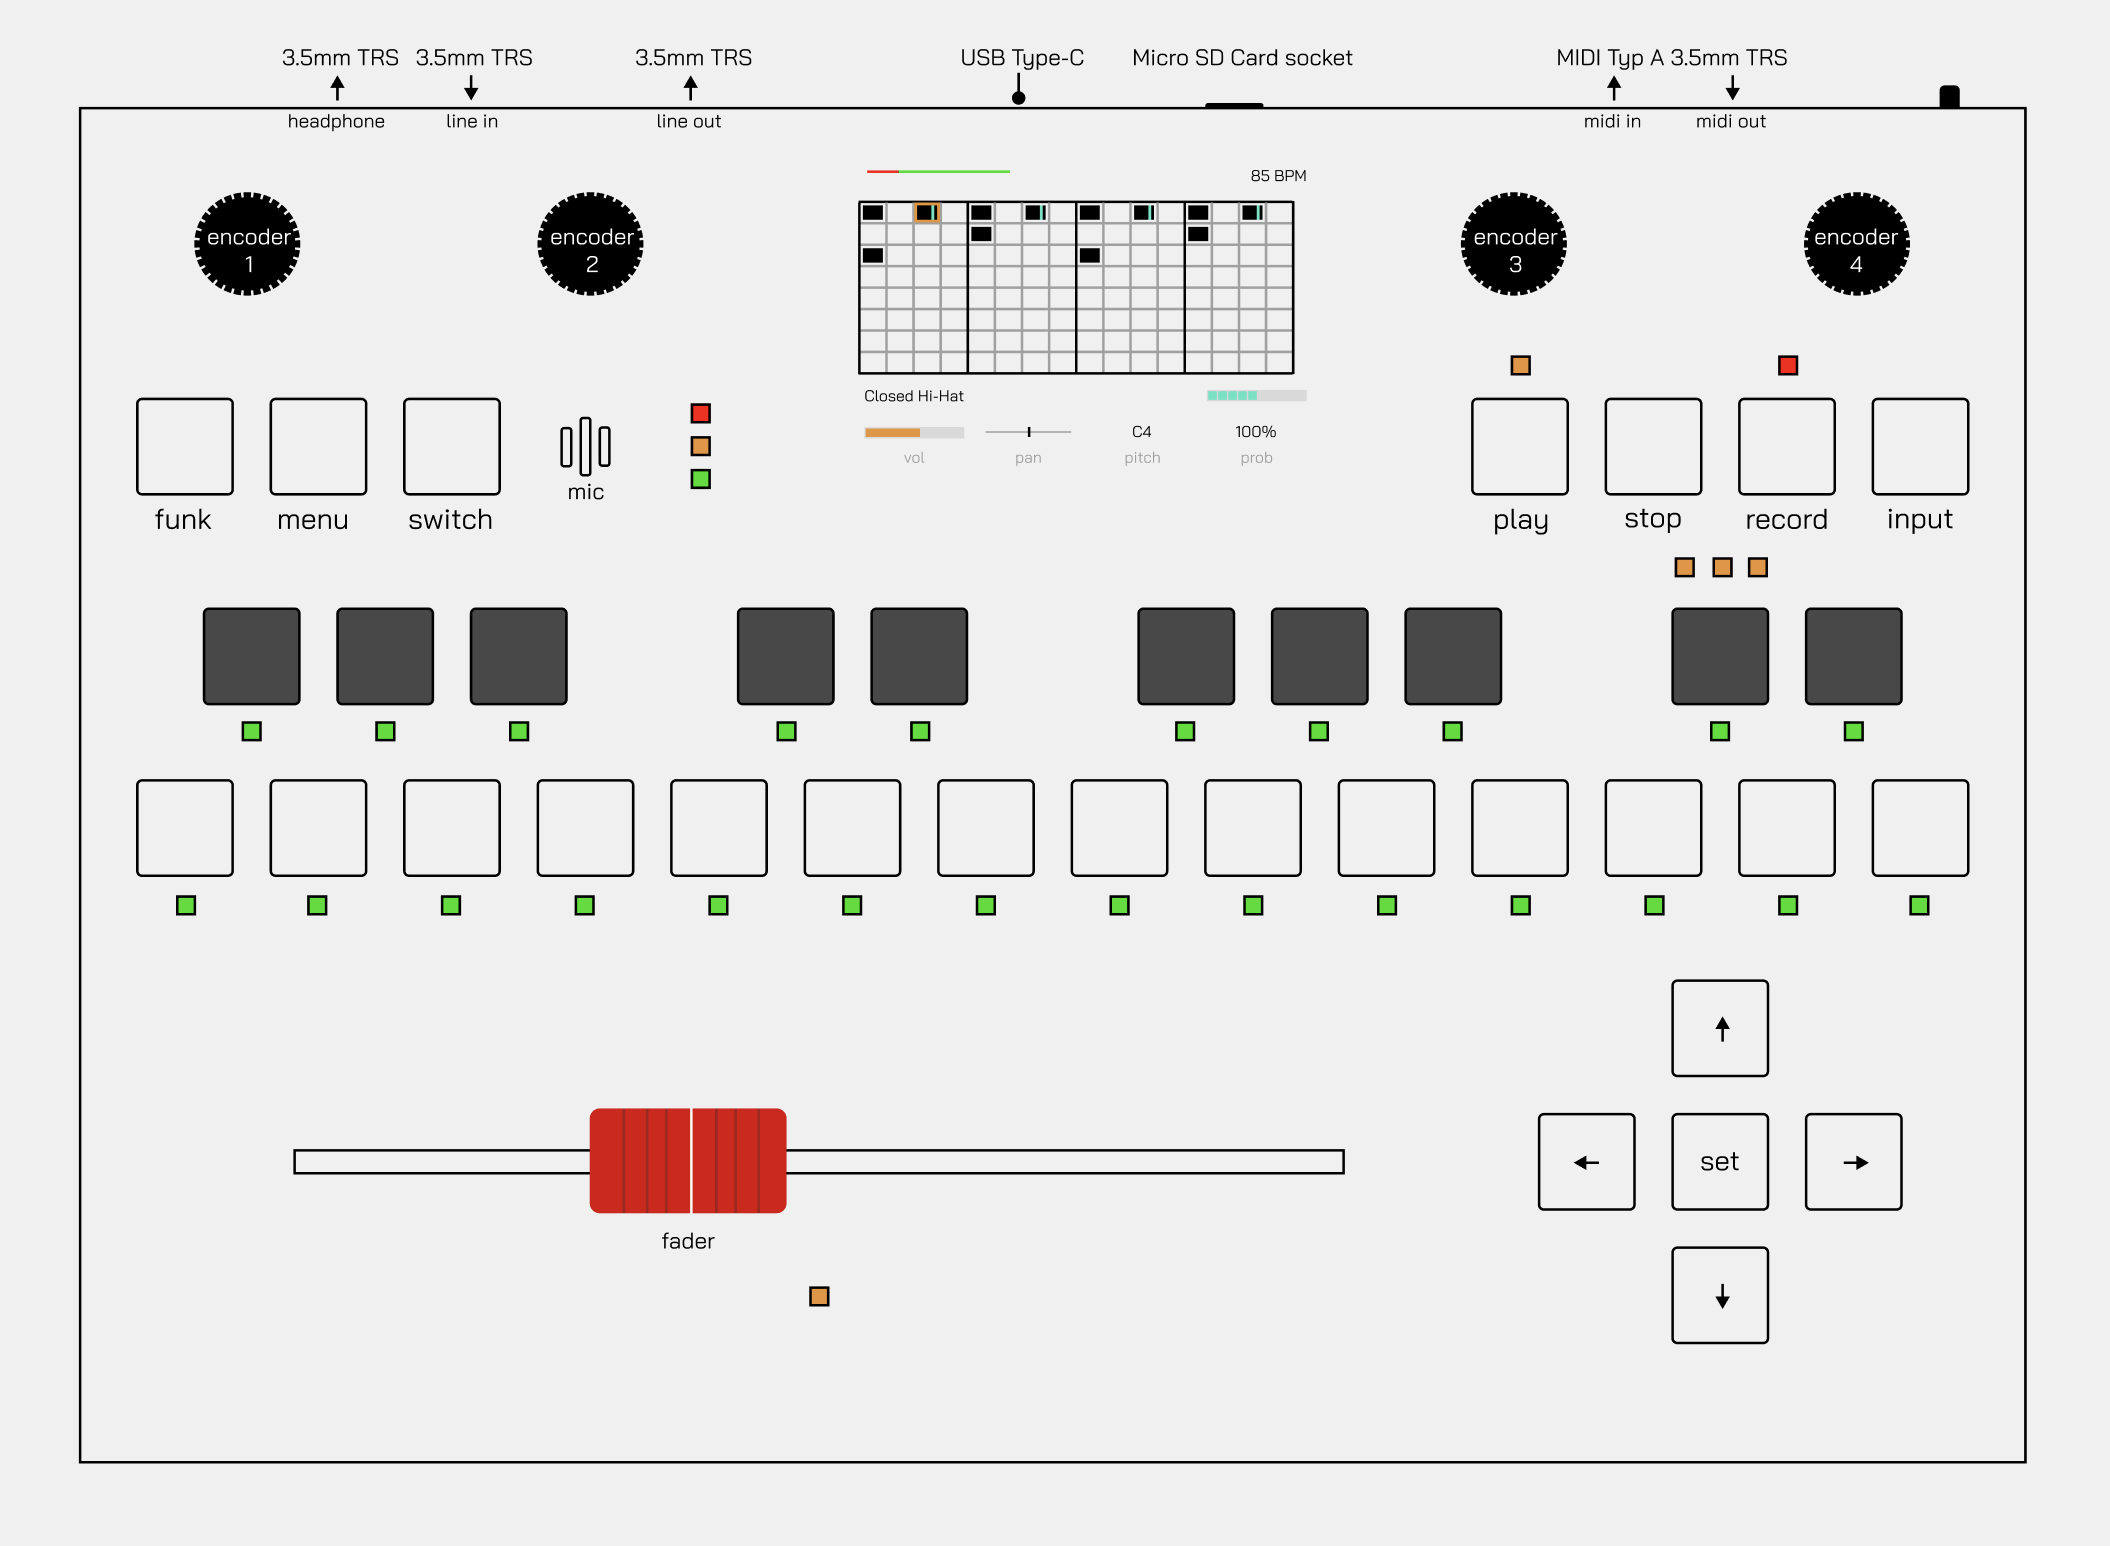 3.5mm TRS 3.5mm TRS 3.5mm TRS USB Type-C Micro SD Card socket MIDI Typ A 3.5mm TRS
headphone line in line out midi in midi out
85 BPM
encoder
1
encoder
2
encoder
3
encoder
4
Closed Hi-Hat
C4 100%
vol pan pitch prob
mic
funk menu switch play stop record input
set
fader